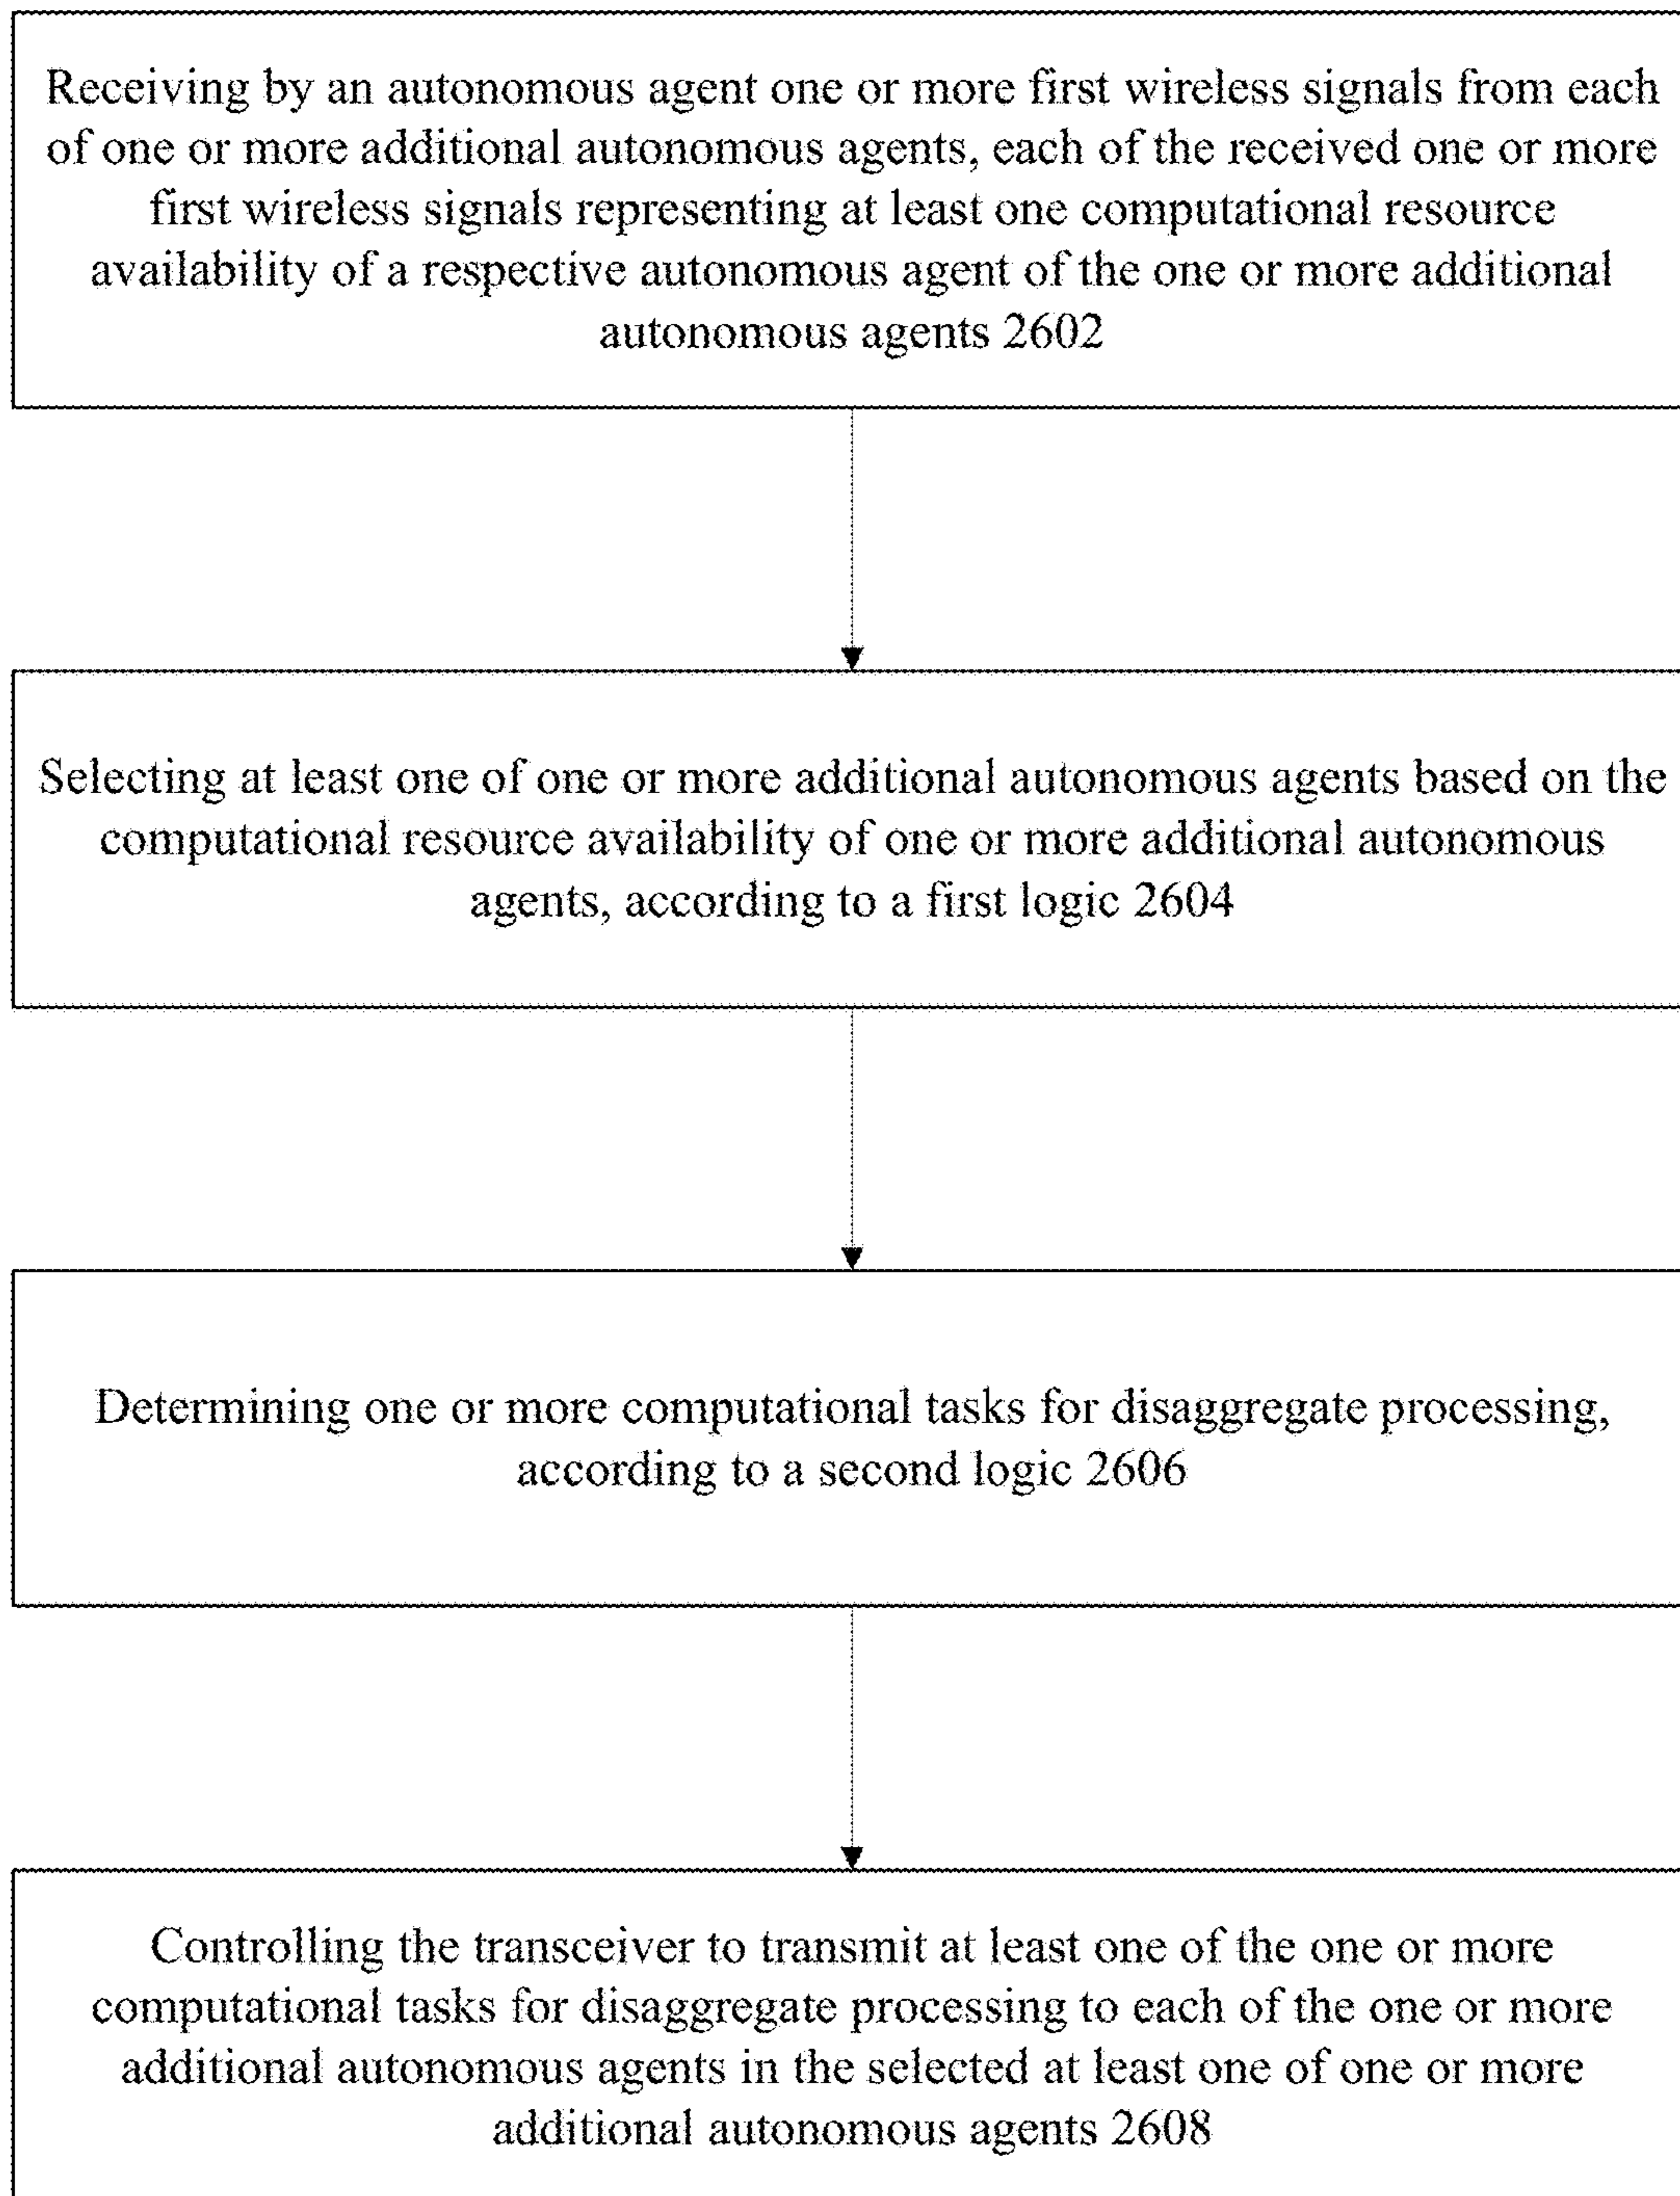 Receiving by an autonomous agent one or more first wireless signals from each
of one or more additional autonomous agents, each of the received one or more
first wireless signals representing at least one computational resource
availability of a respective autonomous agent of the one or more additional
autonomous agents 2602
Selecting at least one of one or more additional autonomous agents based on the
computational resource availability of one or more additional autonomous
agents, according to a first logic 2604
Determining one or more computational tasks for disaggregate processing,
according to a second logic 2606
Controlling the transceiver to transmit at least one of the one or more
computational tasks for disaggregate processing to each of the one or more
additional autonomous agents in the selected at least one of one or more
additional autonomous agents 2608